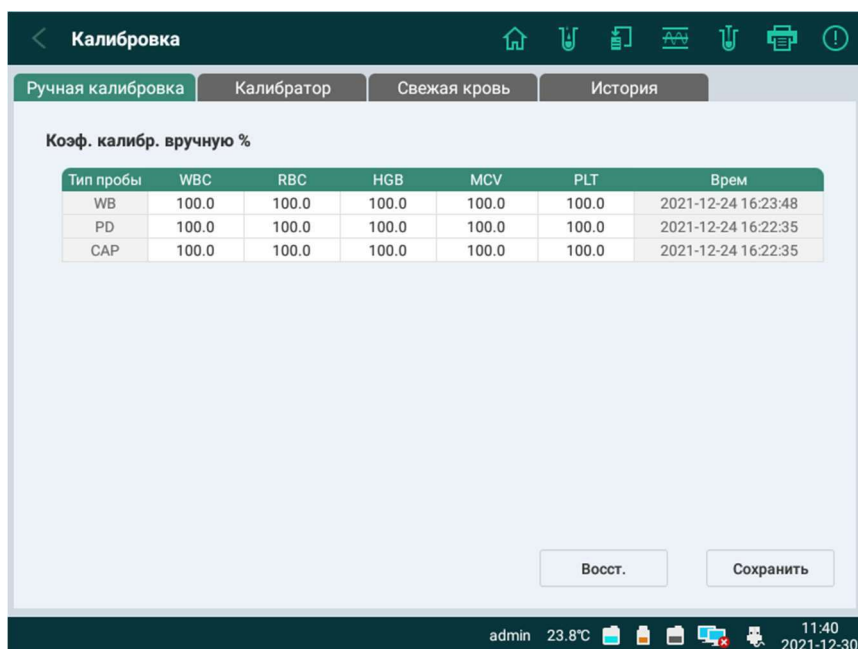 Калибровка
Ручная калибровка Калибратор Свежая кровь История
Коэф. калибр. вручную %
Тип пробы WBC RBC HGB MCV PLT Врем
WB 100.0 100.0 100.0 100.0 100.0 2021-12-24 16:23:48
PD 100.0 100.0 100.0 100.0 100.0 2021-12-24 16:22:35
CAP 100.0 100.0 100.0 100.0 100.0 2021-12-24 16:22:35
Восст. Сохранить
admin 23.8℃ 11:40
2021-12-30